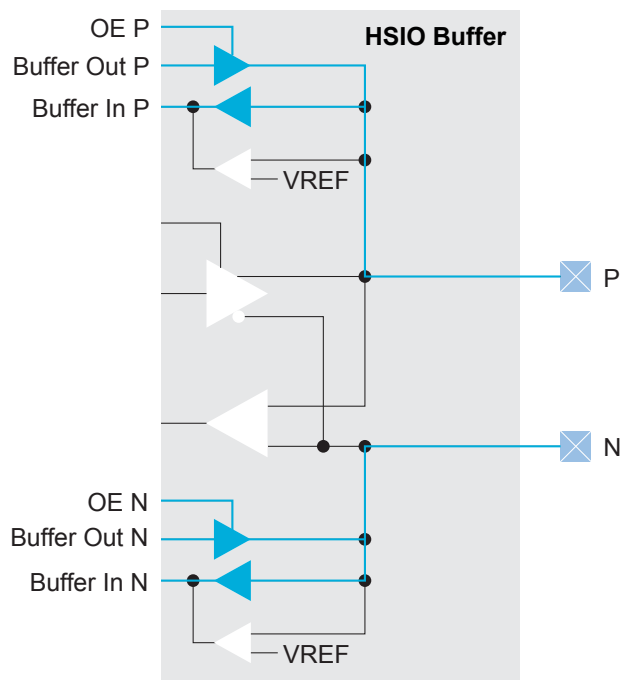 OE P
HSIO Buffer
Buffer Out P
Buffer In P
VREF
P
N
OE N
Buffer Out N
Buffer In N
VREF